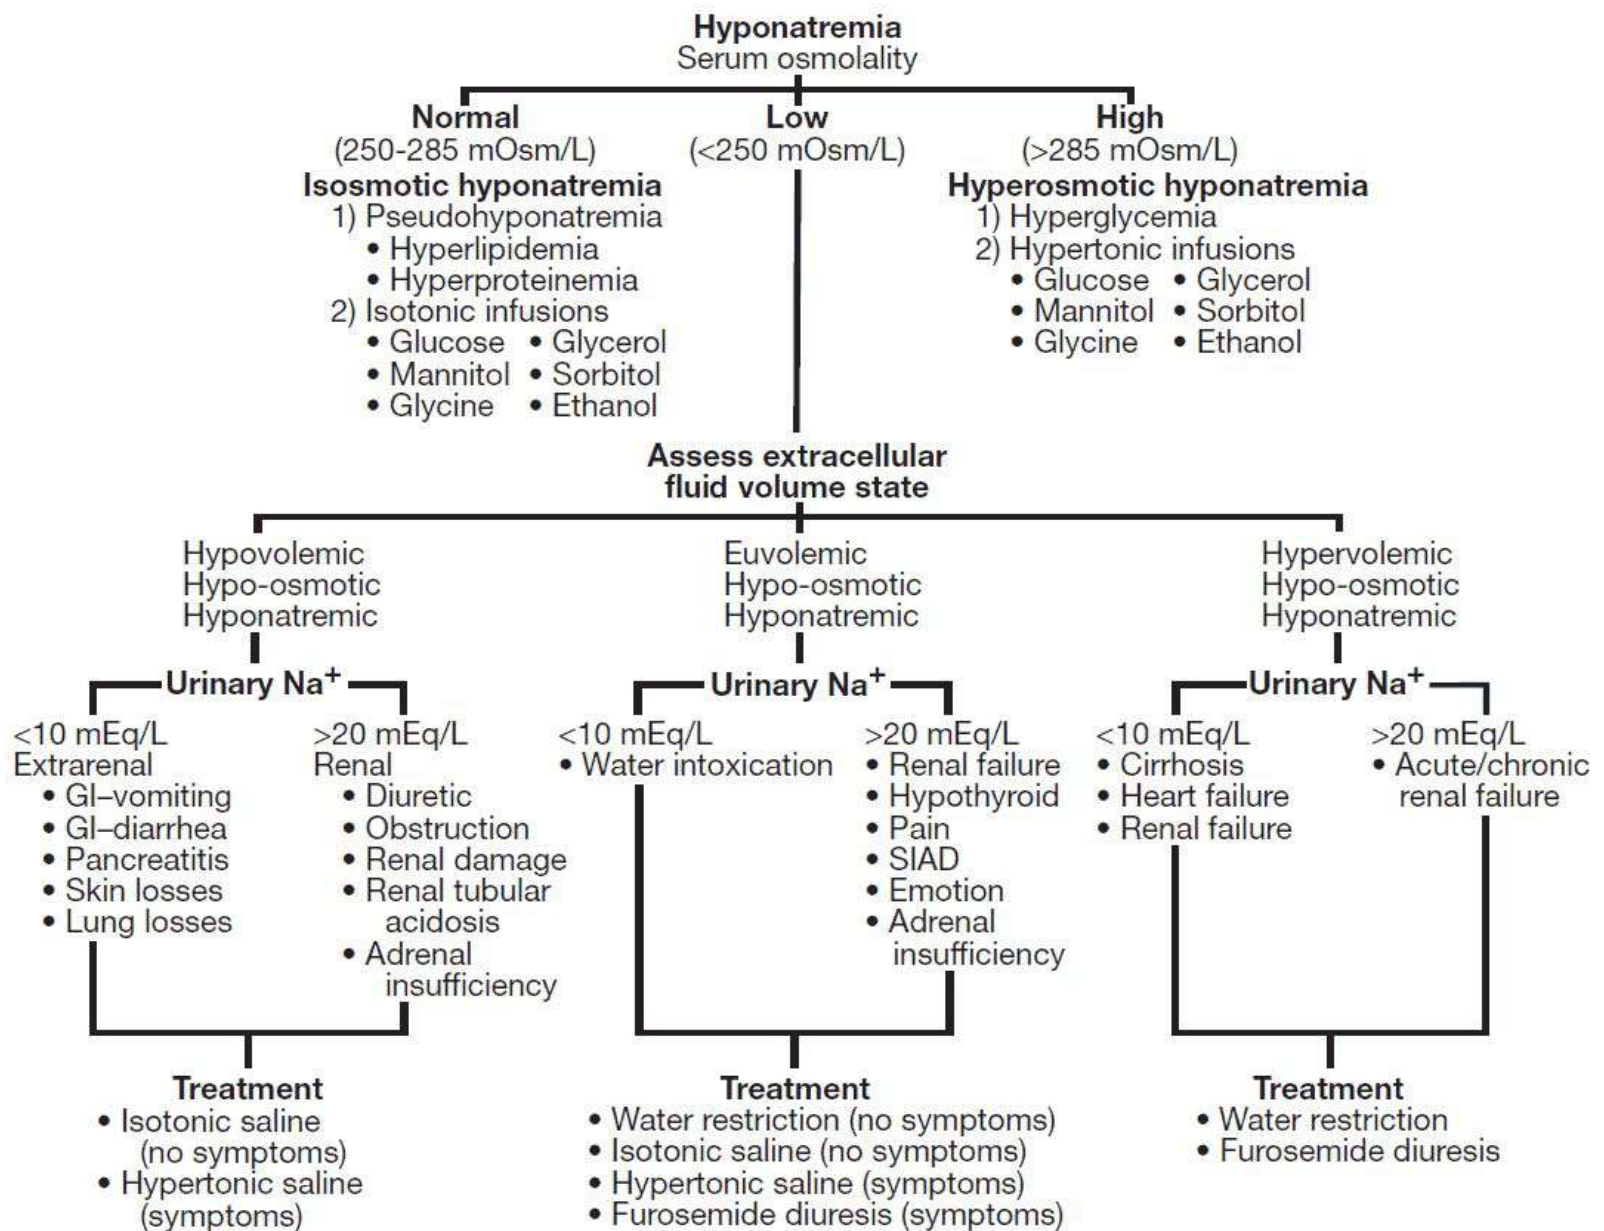 Hyponatremia
Serum osmolality
Normal
(250-285 mOsm/L)
Isosmotic hyponatremia
1) Pseudohyponatremia
• Hyperlipidemia
• Hyperproteinemia
2) Isotonic infusions
• Glucose • Glycerol
• Mannitol • Sorbitol
• Glycine • Ethanol
Low
(<250 mOsm/L)
High
(>285 mOsm/L)
Hyperosmotic hyponatremia
1) Hyperglycemia
2) Hypertonic infusions
• Glucose • Glycerol
• Mannitol • Sorbitol
• Glycine • Ethanol
Assess extracellular
fluid volume state
Hypovolemic
Hypo-osmotic
Hyponatremic
Urinary Na+
<10 mEq/L
Extrarenal
• GI–vomiting
• GI–diarrhea
• Pancreatitis
• Skin losses
• Lung losses
>20 mEq/L
Renal
• Diuretic
• Obstruction
• Renal damage
• Renal tubular
acidosis
• Adrenal
insufficiency
Treatment
• Isotonic saline
(no symptoms)
• Hypertonic saline
(symptoms)
Euvolemic
Hypo-osmotic
Hyponatremic
Urinary Na+
<10 mEq/L
• Water intoxication
>20 mEq/L
• Renal failure
• Hypothyroid
• Pain
• SIAD
• Emotion
• Adrenal
insufficiency
Treatment
• Water restriction (no symptoms)
• Isotonic saline (no symptoms)
• Hypertonic saline (symptoms)
• Furosemide diuresis (symptoms)
Hypervolemic
Hypo-osmotic
Hyponatremic
Urinary Na+
<10 mEq/L
• Cirrhosis
• Heart failure
• Renal failure
>20 mEq/L
• Acute/chronic
renal failure
Treatment
• Water restriction
• Furosemide diuresis